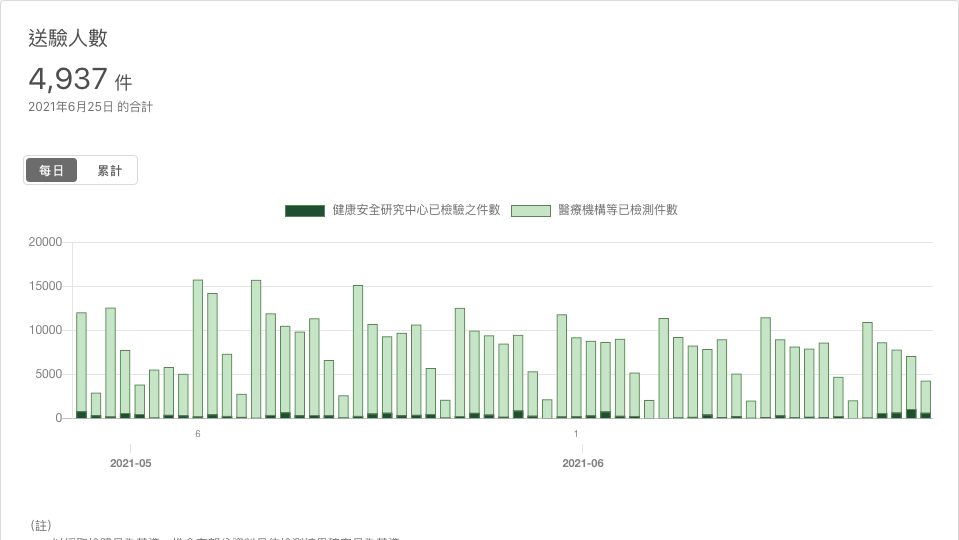 送驗人數
4,937 件
2021年6月25日 的合計
每日 累計
健康安全研究中心已檢驗之件數 醫療機構等已檢測件數
20000
15000
10000
5000
0
6 1
2021-05 2021-06
(註)